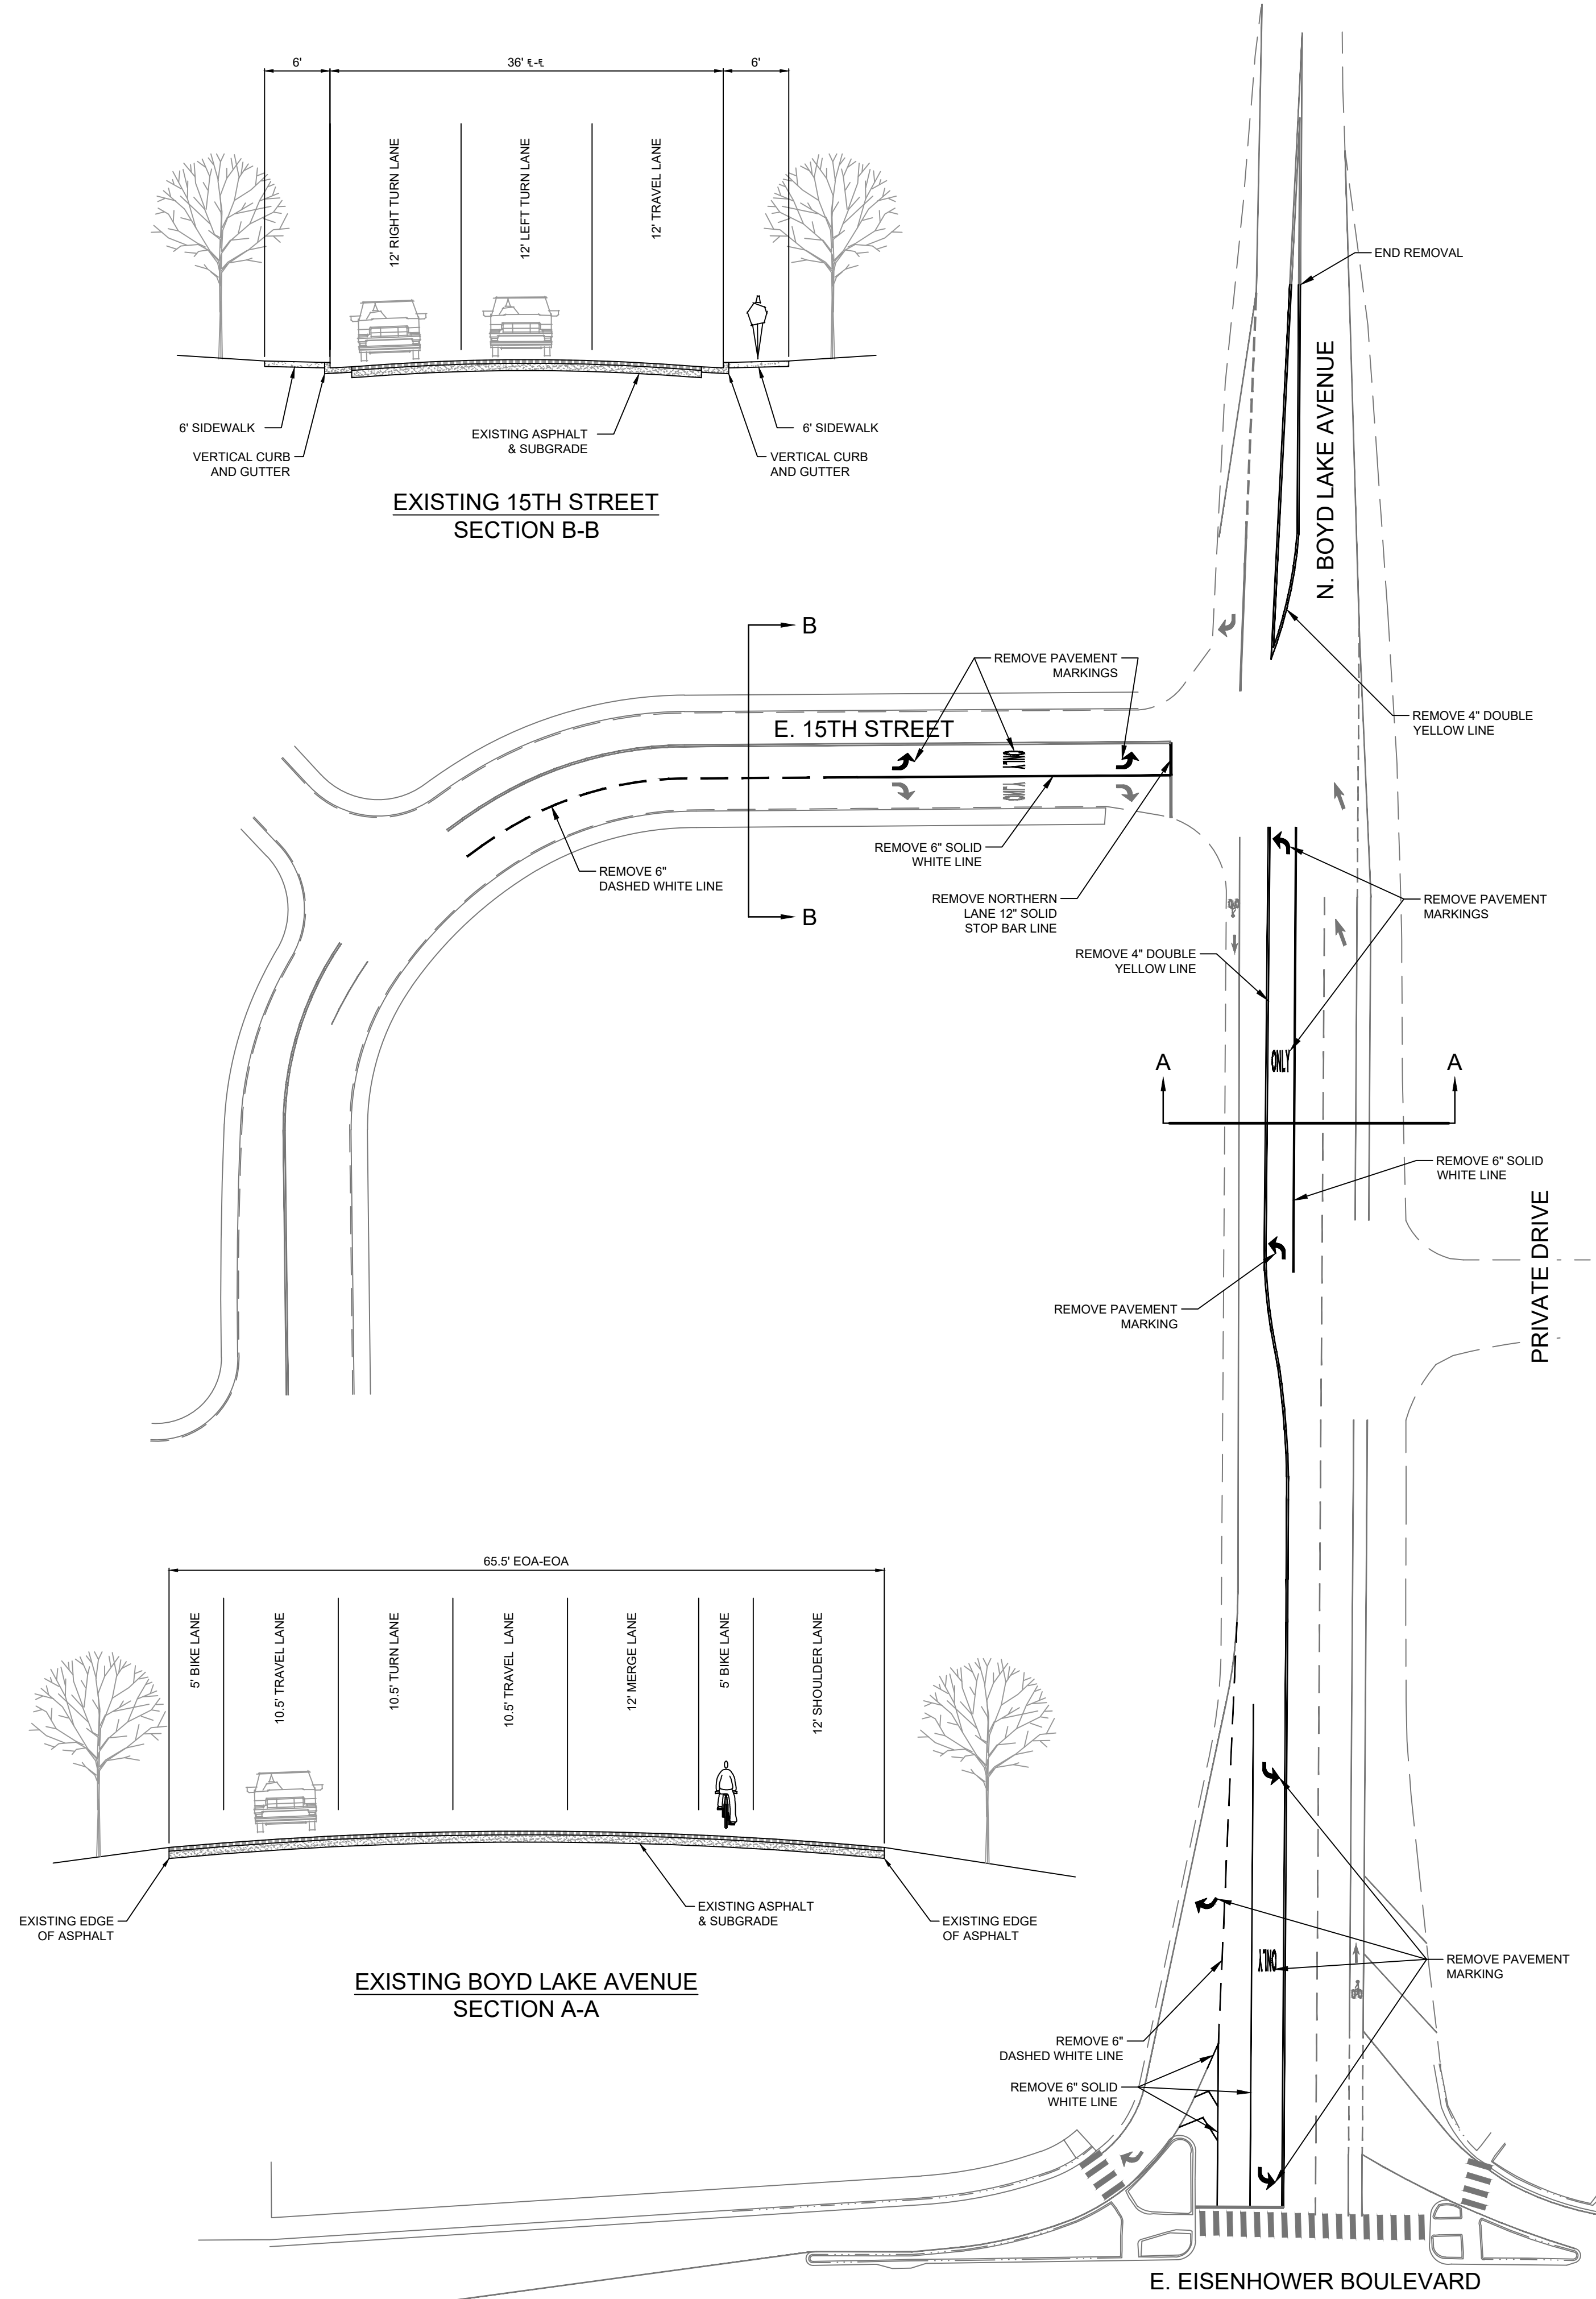 6'
36' ℄-℄
6'
12' RIGHT TURN LANE
12' LEFT TURN LANE
12' TRAVEL LANE
6' SIDEWALK
VERTICAL CURB
AND GUTTER
EXISTING ASPHALT
& SUBGRADE
6' SIDEWALK
VERTICAL CURB
AND GUTTER
EXISTING 15TH STREET
SECTION B-B
END REMOVAL
N. BOYD LAKE AVENUE
B
REMOVE PAVEMENT
MARKINGS
E. 15TH STREET
REMOVE 4" DOUBLE
YELLOW LINE
ONLY
ONLY
REMOVE 6" SOLID
WHITE LINE
REMOVE 6"
DASHED WHITE LINE
B
REMOVE NORTHERN
LANE 12" SOLID
STOP BAR LINE
REMOVE PAVEMENT
MARKINGS
REMOVE 4" DOUBLE
YELLOW LINE
A
ONLY
A
REMOVE 6" SOLID
WHITE LINE
PRIVATE DRIVE
REMOVE PAVEMENT
MARKING
65.5' EOA-EOA
5' BIKE LANE
10.5' TRAVEL LANE
10.5' TURN LANE
10.5' TRAVEL LANE
12' MERGE LANE
5' BIKE LANE
12' SHOULDER LANE
EXISTING EDGE
OF ASPHALT
EXISTING ASPHALT
& SUBGRADE
EXISTING EDGE
OF ASPHALT
EXISTING BOYD LAKE AVENUE
SECTION A-A
ONLY
REMOVE PAVEMENT
MARKING
REMOVE 6"
DASHED WHITE LINE
REMOVE 6" SOLID
WHITE LINE
E. EISENHOWER BOULEVARD